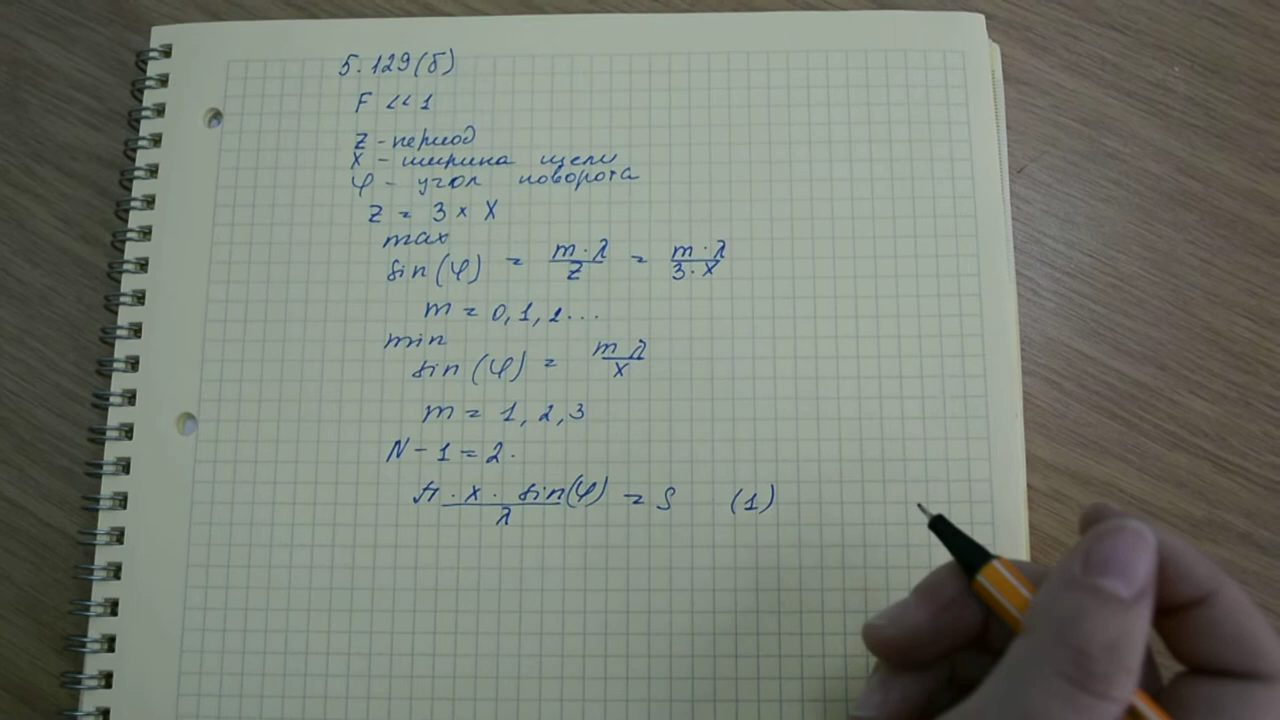 5.129(б)
F << 1
z - период
x - ширина щели
φ - угол поворота
z = 3 × x
max
sin(φ) = m·λ/z = m·λ/3·x
m = 0, 1, 2...
min
sin(φ) = m λ/x
m = 1, 2, 3
N - 1 = 2.
π·x·sin(φ)/λ = S (1)